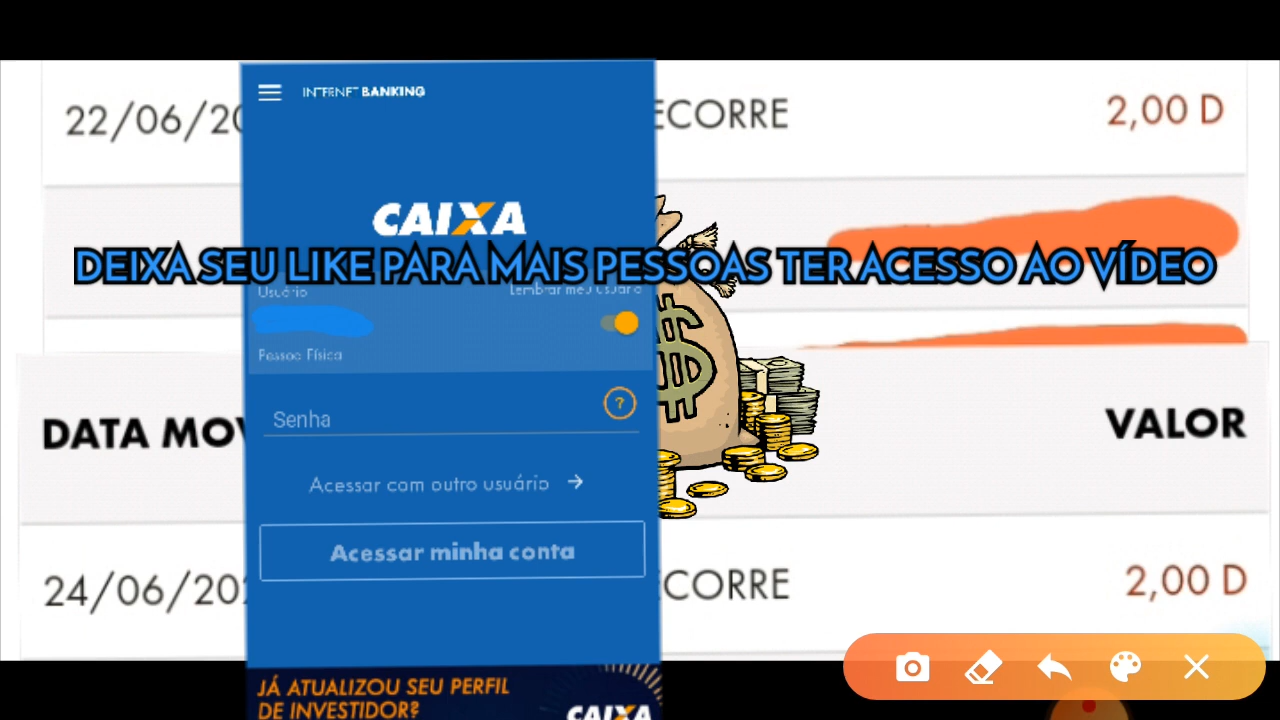 INTERNET BANKING
22/06/20
ECORRE
2,00 D
CAIXA
DEIXA SEU LIKE PARA MAIS PESSOAS TER ACESSO AO VÍDEO
Usuário
Lembrar meu usuário
Pessoa Física
Senha
?
DATA MOV
VALOR
Acessar com outro usuário →
Acessar minha conta
24/06/202
ECORRE
2,00 D
JÁ ATUALIZOU SEU PERFIL
DE INVESTIDOR?
CAIXA